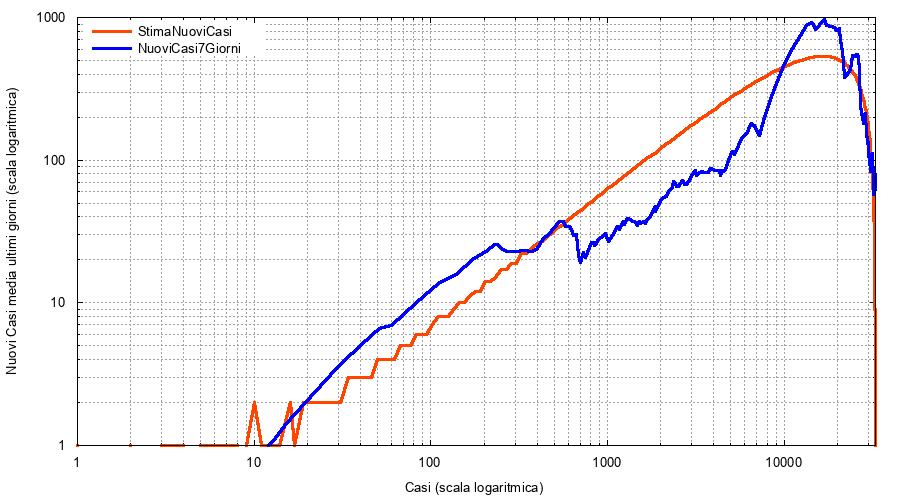 Nuovi Casi media ultimi giorni (scala logaritmica)
1000
100
10
1
StimaNuoviCasi
NuoviCasi7Giorni
1 10 100 1000 10000
Casi (scala logaritmica)